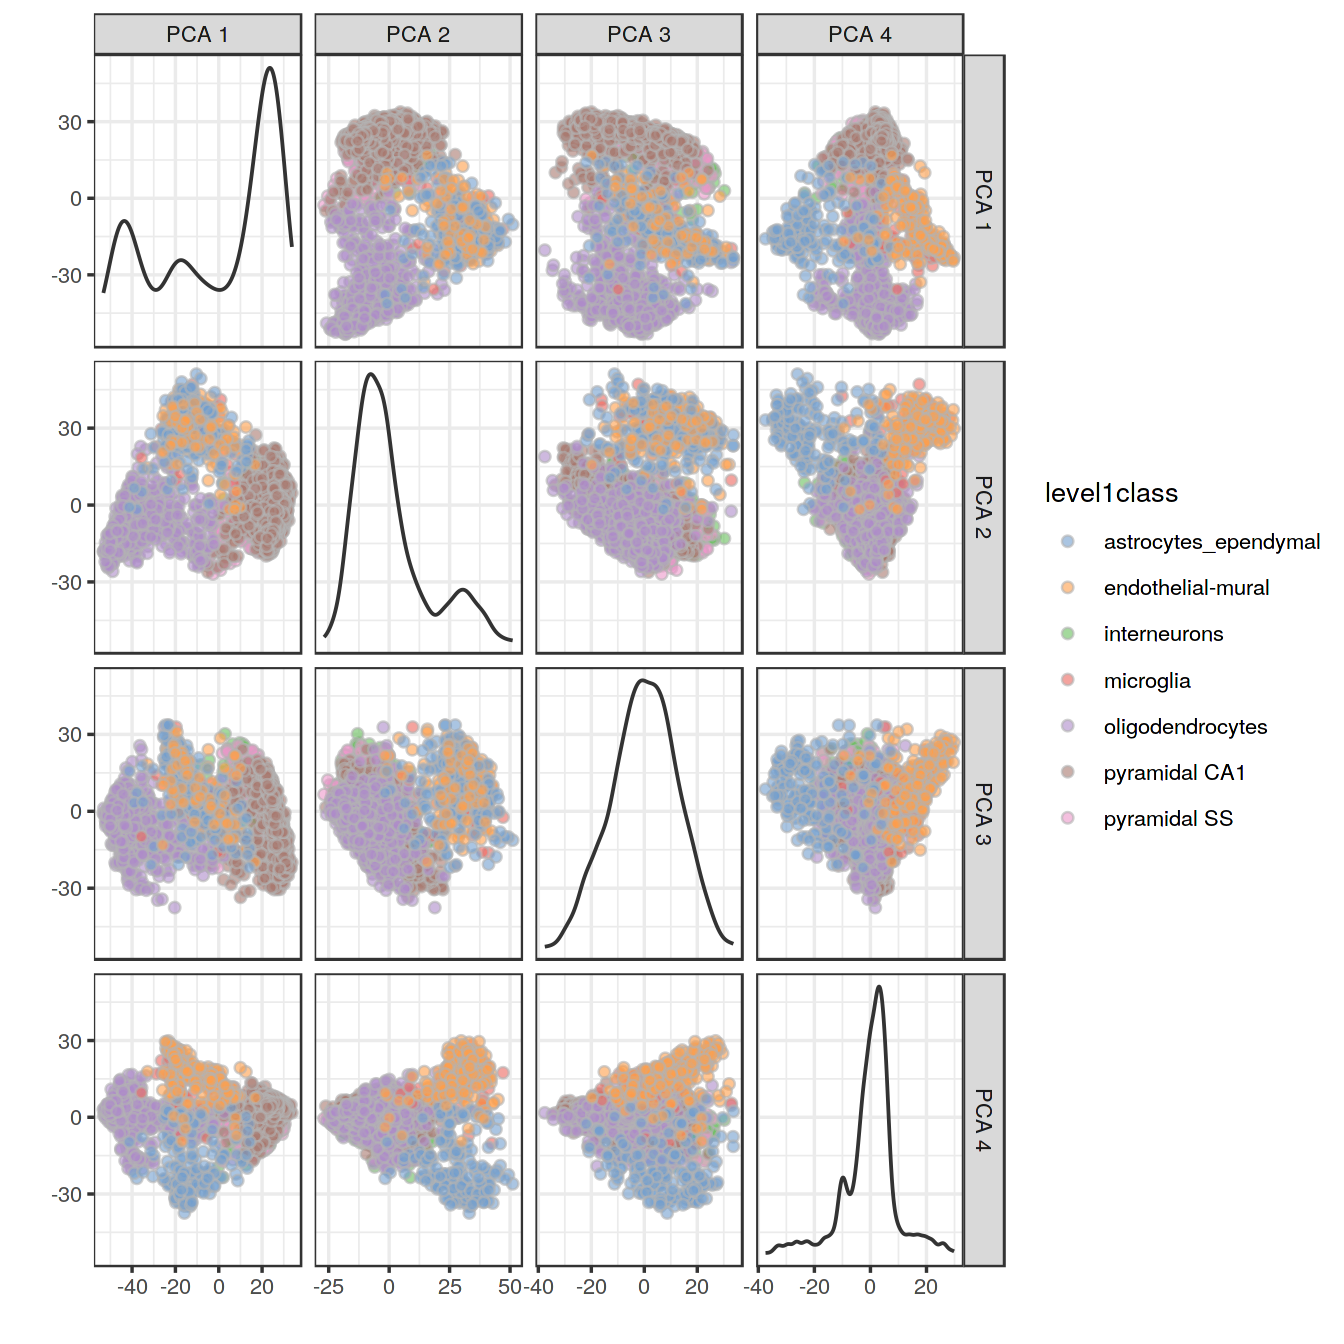 PCA 1 PCA 2 PCA 3 PCA 4
30
0
-30
PCA 1
30
0
-30
PCA 2
30
0
-30
PCA 3
30
0
-30
PCA 4
-40 -20 0 20 -25 0 25 50 -40 -20 0 20 -40 -20 0 20
level1class
astrocytes_ependymal
endothelial-mural
interneurons
microglia
oligodendrocytes
pyramidal CA1
pyramidal SS